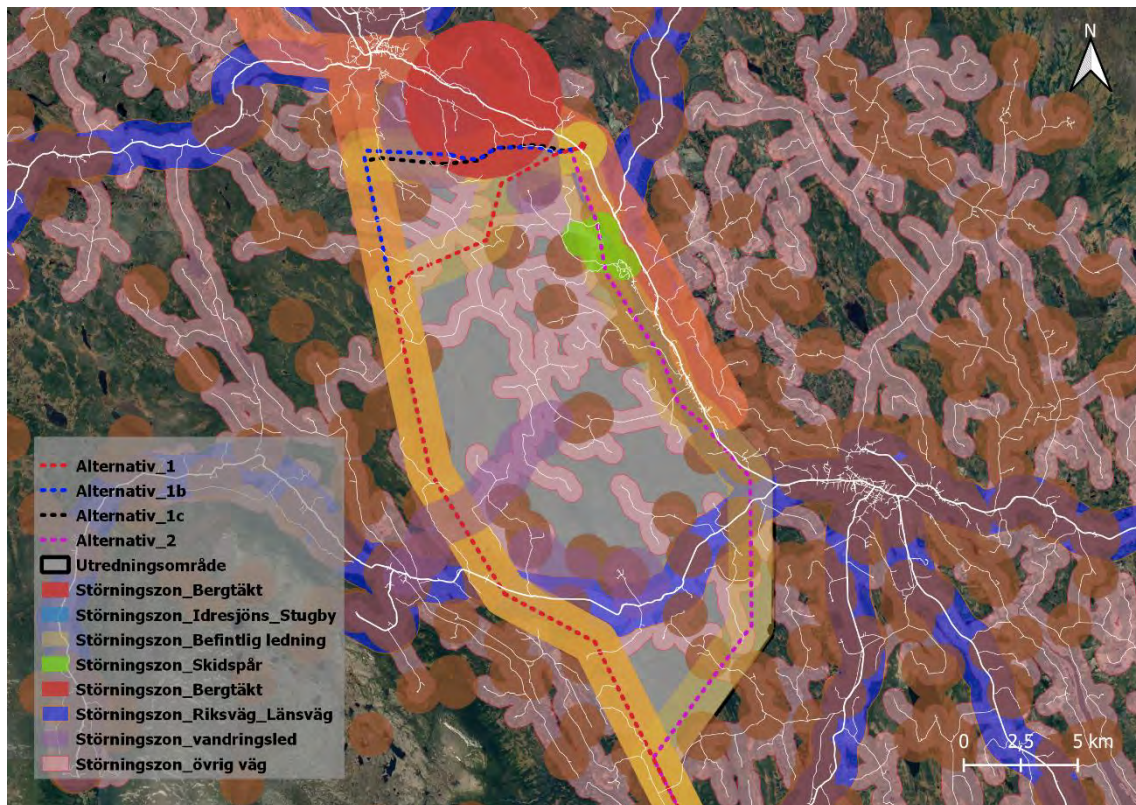 N
Alternativ_1
Alternativ_1b
Alternativ_1c
Alternativ_2
Utredningsområde
Störningszon_Bergtäkt
Störningszon_Idresjöns_Stugby
Störningszon_Befintlig ledning
Störningszon_Skidspår
Störningszon_Bergtäkt
Störningszon_Riksväg_Länsväg
Störningszon_vandringsled
Störningszon_övrig väg
0 2,5 5 km